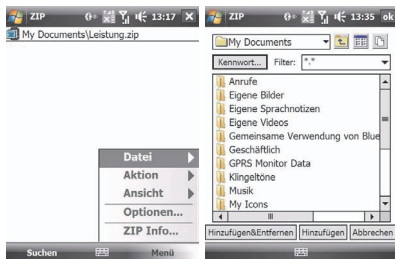 ZIP 13:17
My Documents\Leistung.zip
Datei
Aktion
Ansicht
Optionen...
ZIP Info...
Suchen Menü
ZIP 13:35 ok
My Documents
Kennwort... Filter: *.*
Anrufe
Eigene Bilder
Eigene Sprachnotizen
Eigene Videos
Gemeinsame Verwendung von Blue
Geschäftlich
GPRS Monitor Data
Klingeltöne
Musik
My Icons
Hinzufügen&Entfernen Hinzufügen Abbrechen